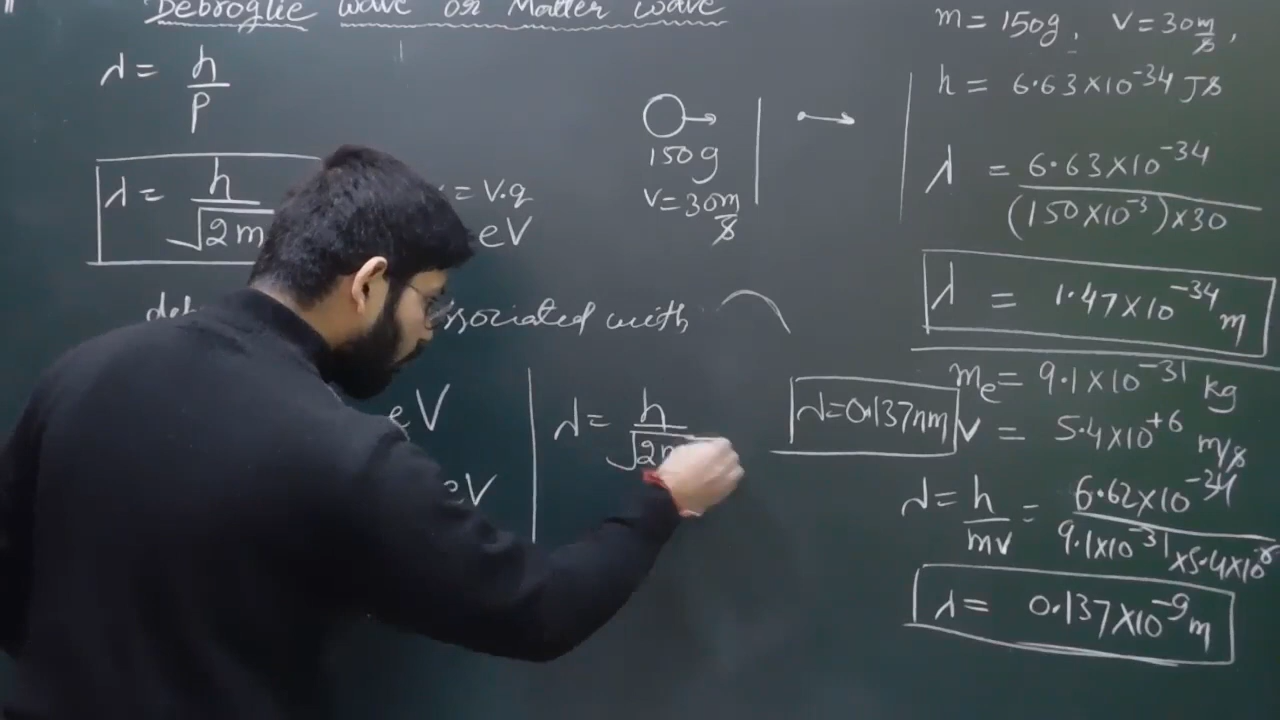 Debroglie wave or Matter wave
λ = h/p
λ = h/√2m
= V.q
eV
associated with
eV
eV
λ = h/√2m
150g
v = 30 m/s
λ = 0.137nm
m = 150g, v = 30 m/s,
h = 6.63×10⁻³⁴ Js
λ = 6.63×10⁻³⁴/(150×10⁻³)×30
λ = 1.47×10⁻³⁴ m
mₑ = 9.1×10⁻³¹ kg
v = 5.4×10⁺⁶ m/s
λ = h/mv = 6.62×10⁻³⁴/9.1×10⁻³¹×5.4×10⁶
λ = 0.137×10⁻⁹ m